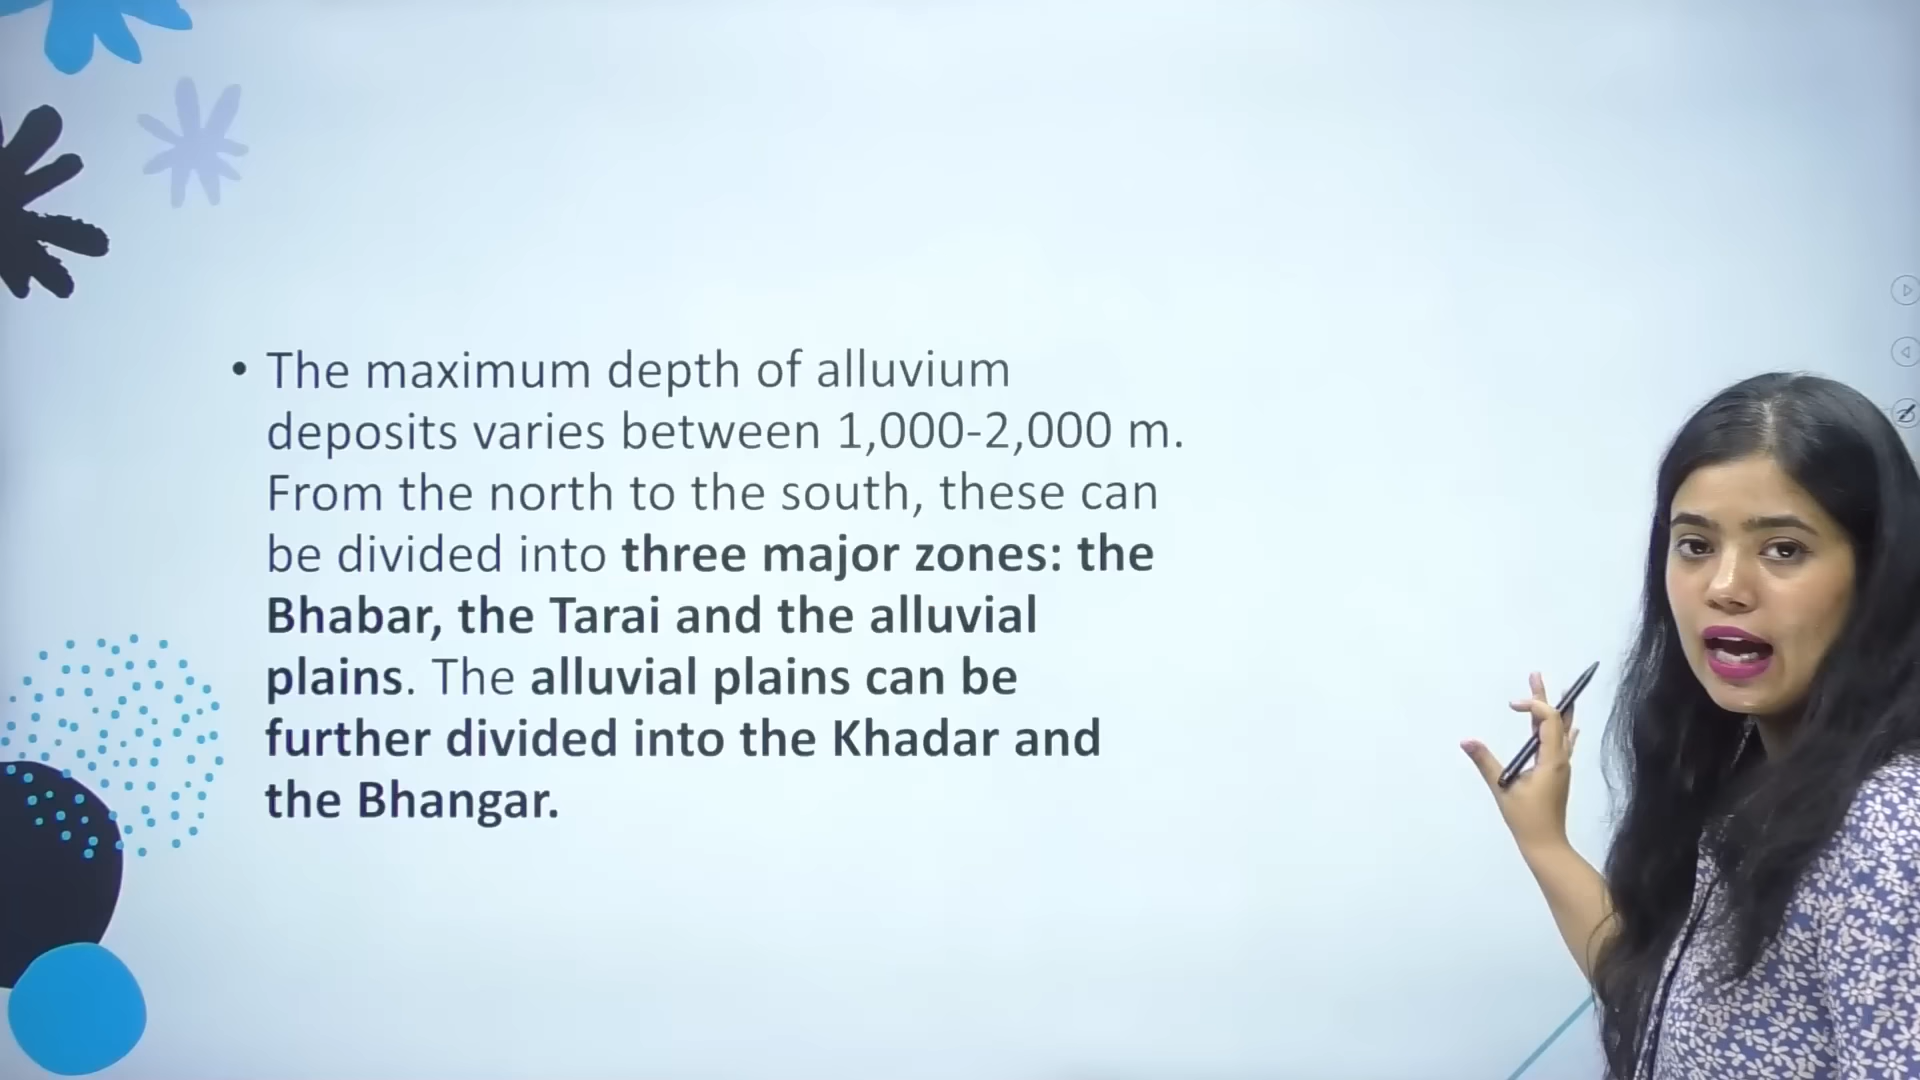 • The maximum depth of alluvium
deposits varies between 1,000-2,000 m.
From the north to the south, these can
be divided into three major zones: the
Bhabar, the Tarai and the alluvial
plains. The alluvial plains can be
further divided into the Khadar and
the Bhangar.